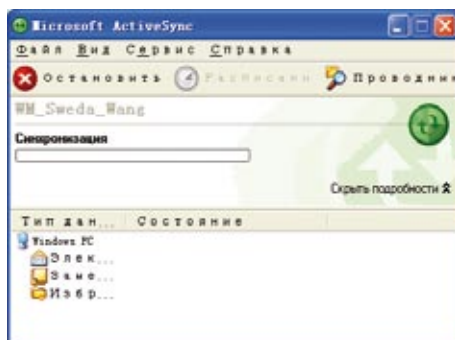 Microsoft ActiveSync
Файл Вид Сервис Справка
Остановить Расписани Проводник
WM_Sweda_Wang
Синхронизация
Скрыть подробности
Тип дан... Состояние
Windows PC
Элек...
Заме...
Избр...